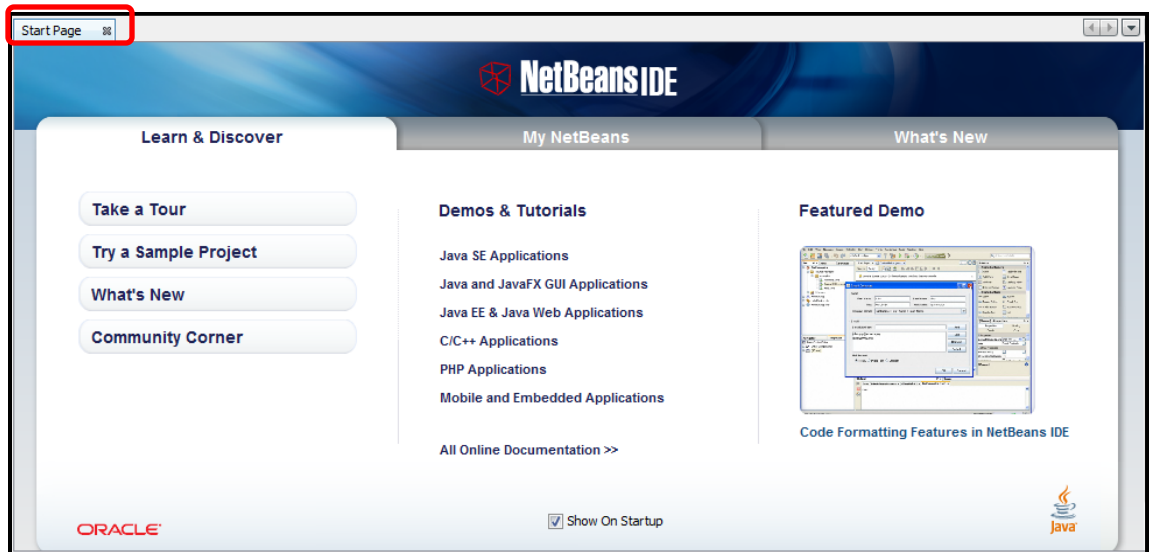 Start Page
NetBeans IDE
Learn & Discover
My NetBeans
What's New
Take a Tour
Try a Sample Project
What's New
Community Corner
Demos & Tutorials
Java SE Applications
Java and JavaFX GUI Applications
Java EE & Java Web Applications
C/C++ Applications
PHP Applications
Mobile and Embedded Applications
All Online Documentation >>
Featured Demo
Code Formatting Features in NetBeans IDE
ORACLE
Show On Startup
Java